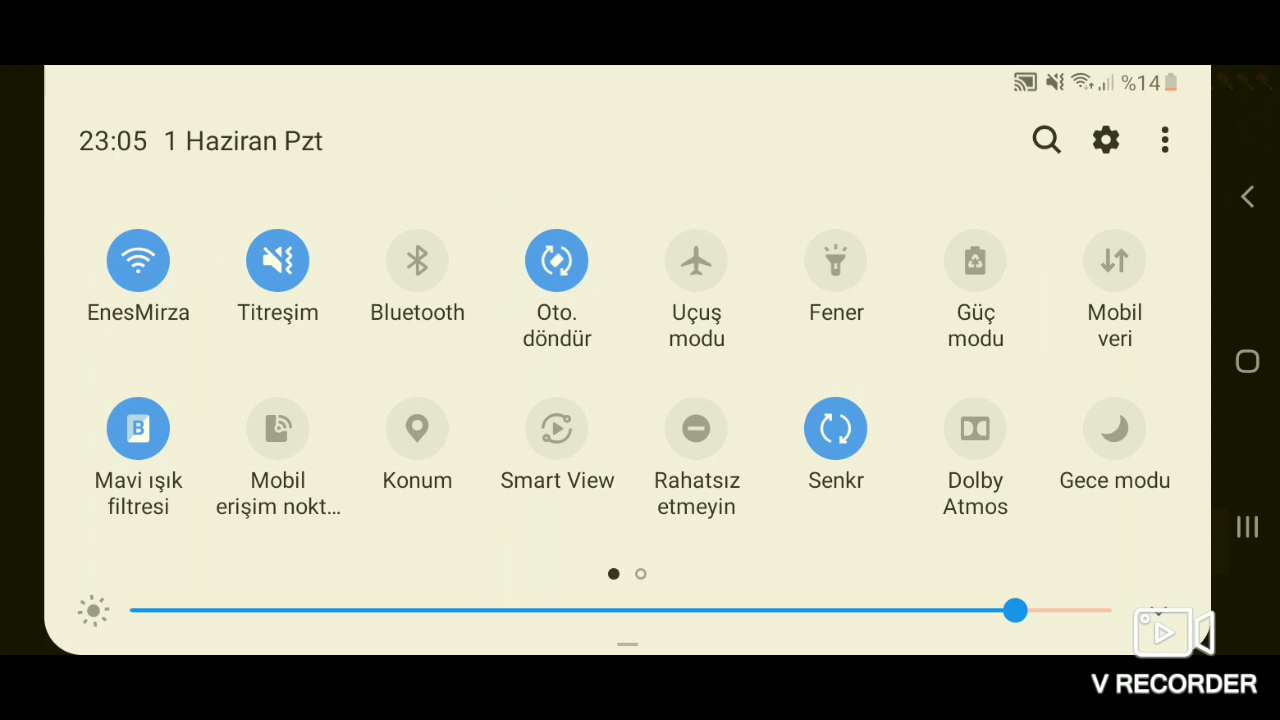 %14
23:05 1 Haziran Pzt
EnesMirza
Titreşim
Bluetooth
Oto.
döndür
Uçuş
modu
Fener
Güç
modu
Mobil
veri
B
Mavi ışık
filtresi
Mobil
erişim nokt...
Konum
Smart View
Rahatsız
etmeyin
Senkr
Dolby
Atmos
Gece modu
V RECORDER